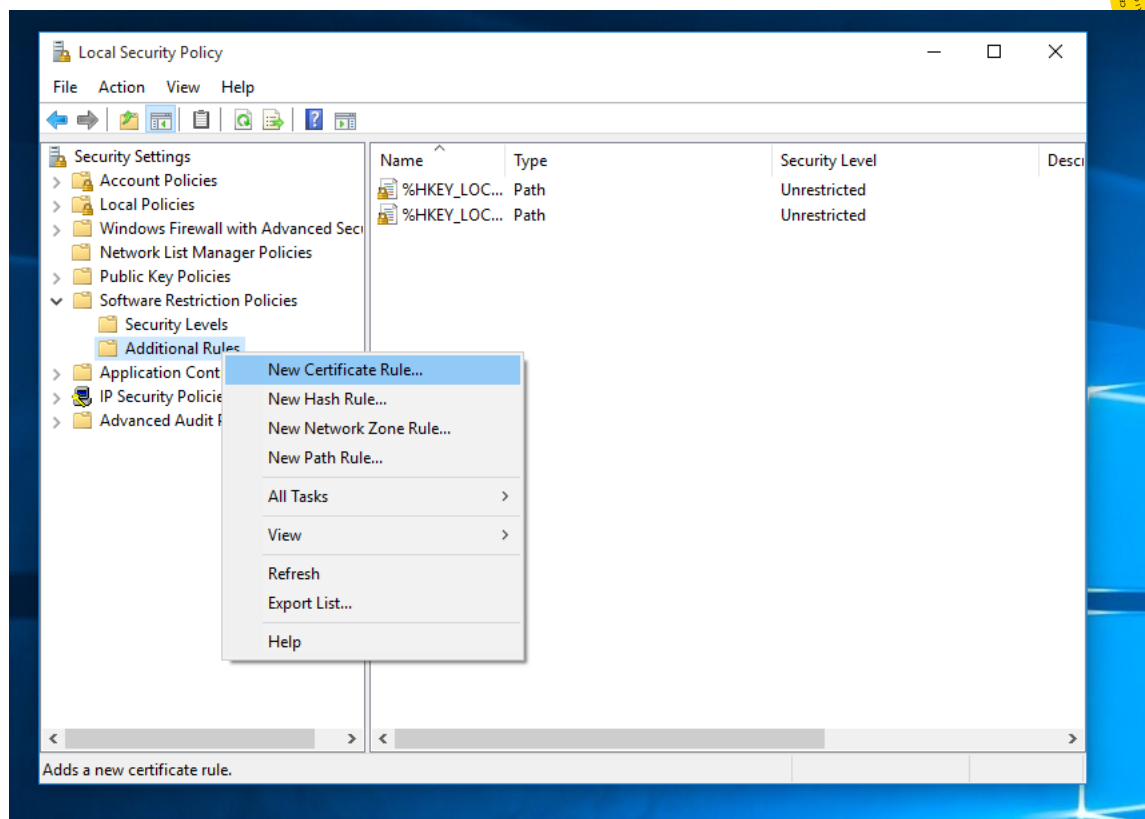 Local Security Policy
File Action View Help
Security Settings
Account Policies
Local Policies
Windows Firewall with Advanced Secu
Network List Manager Policies
Public Key Policies
Software Restriction Policies
Security Levels
Additional Rules
Application Cont
IP Security Policie
Advanced Audit P
Name Type Security Level Descr
%HKEY_LOC... Path Unrestricted
%HKEY_LOC... Path Unrestricted
New Certificate Rule...
New Hash Rule...
New Network Zone Rule...
New Path Rule...
All Tasks
View
Refresh
Export List...
Help
Adds a new certificate rule.